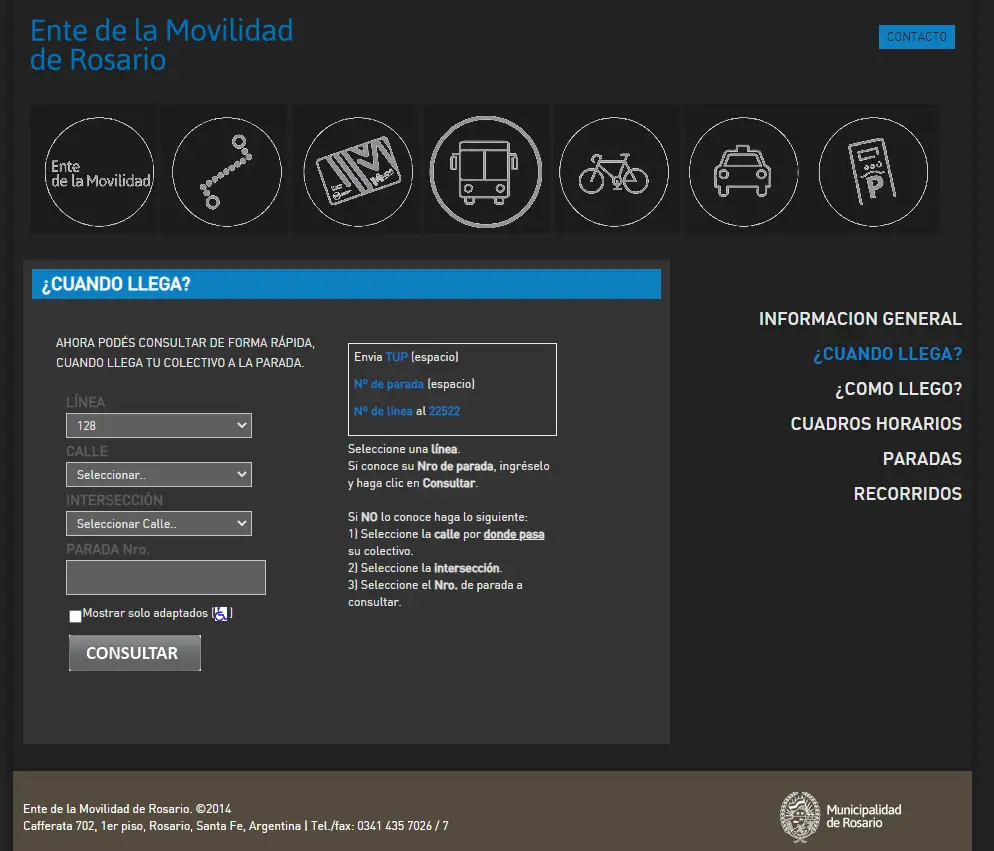 Ente de la Movilidad
de Rosario
CONTACTO
Ente
de la Movilidad
P
¿CUANDO LLEGA?
AHORA PODÉS CONSULTAR DE FORMA RÁPIDA,
CUANDO LLEGA TU COLECTIVO A LA PARADA.
LÍNEA
128
CALLE
Seleccionar..
INTERSECCIÓN
Seleccionar Calle..
PARADA Nro.
Mostrar solo adaptados ( )
CONSULTAR
Envia TUP (espacio)
Nº de parada (espacio)
Nº de linea al 22522
Seleccione una línea.
Si conoce su Nro de parada, ingréselo
y haga clic en Consultar.
Si NO lo conoce haga lo siguiente:
1) Seleccione la calle por donde pasa
su colectivo.
2) Seleccione la intersección.
3) Seleccione el Nro. de parada a
consultar.
INFORMACION GENERAL
¿CUANDO LLEGA?
¿COMO LLEGO?
CUADROS HORARIOS
PARADAS
RECORRIDOS
Ente de la Movilidad de Rosario. ©2014
Cafferata 702, 1er piso, Rosario, Santa Fe, Argentina | Tel./fax: 0341 435 7026 / 7
Municipalidad
de Rosario